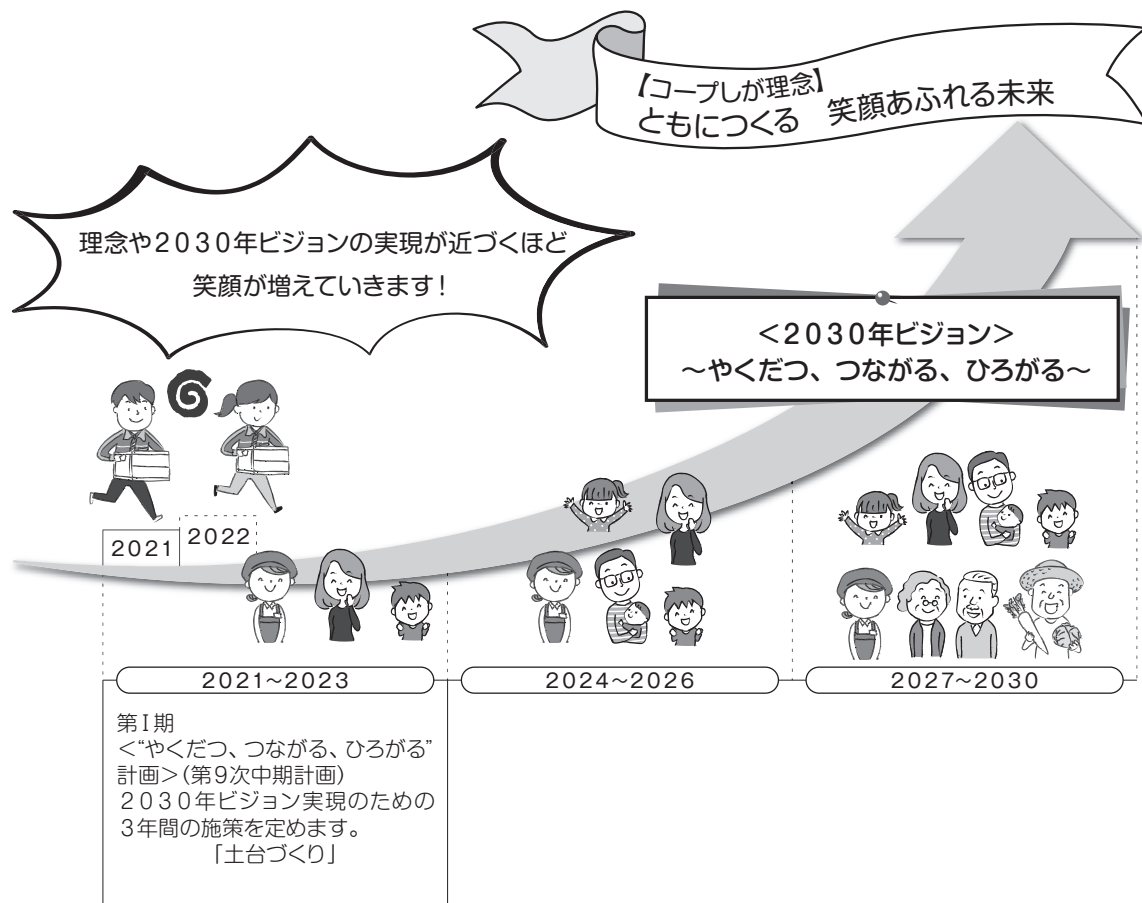 【コープしが理念】
ともにつくる 笑顔あふれる未来
理念や2030年ビジョンの実現が近づくほど
笑顔が増えていきます!
<2030年ビジョン>
~やくだつ、つながる、ひろがる~
2021
2022
2021~2023
2024~2026
2027~2030
第Ⅰ期
<“やくだつ、つながる、ひろがる”
計画>(第9次中期計画)
2030年ビジョン実現のための
3年間の施策を定めます。
「土台づくり」